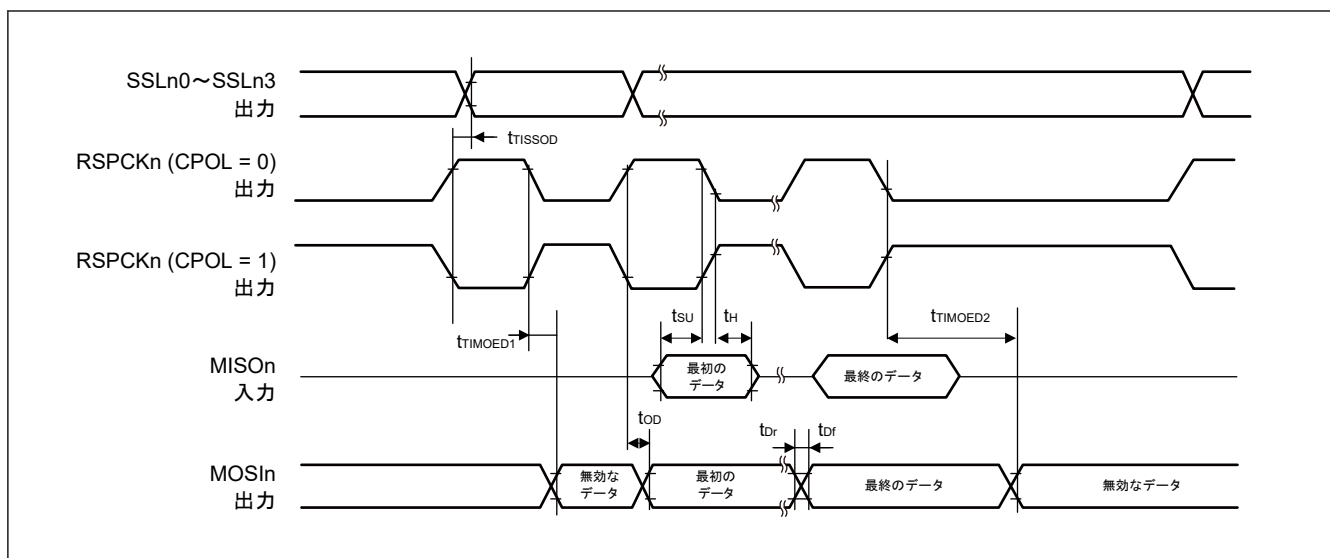 SSLn0～SSLn3
出力
tTISSOD
RSPCKn (CPOL = 0)
出力
RSPCKn (CPOL = 1)
出力
tSU
tH
tTIMOED2
tTIMOED1
MISOn
入力
最初の
データ
最終のデータ
tOD
tDr
tDf
MOSIn
出力
無効な
データ
最初の
データ
最終のデータ
無効なデータ